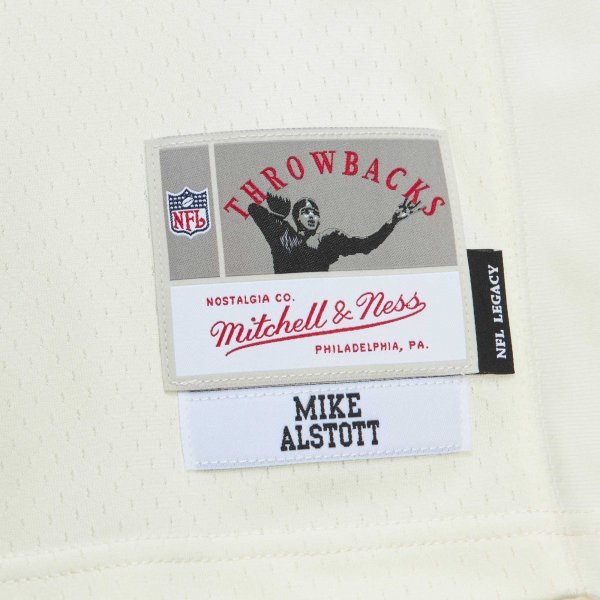 THROWBACKS
NFL
NOSTALGIA CO.
Mitchell & Ness
PHILADELPHIA, PA.
NFL LEGACY
MIKE
ALSTOTT